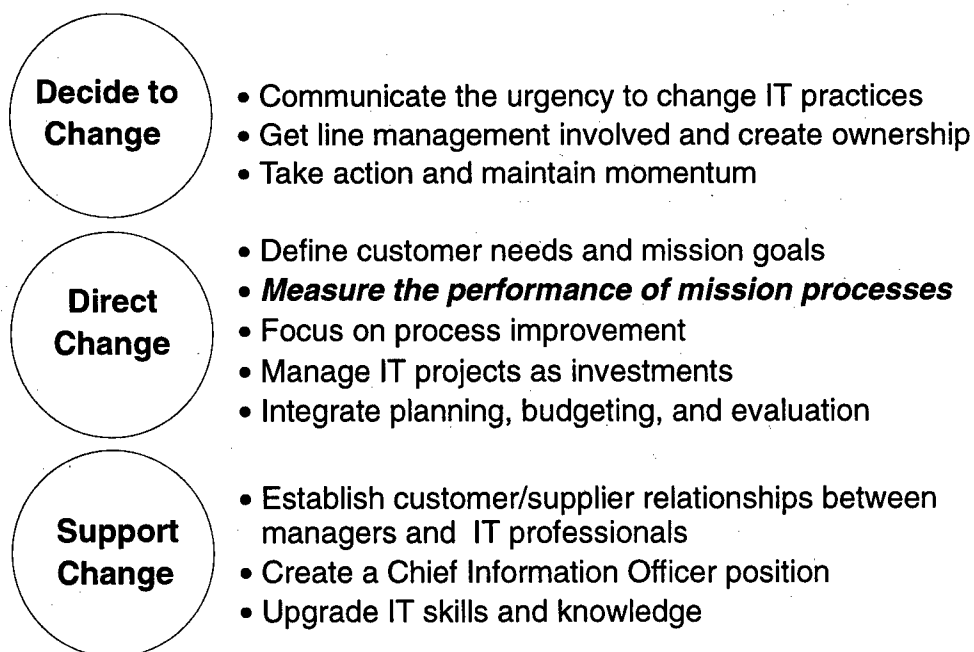 Decide to
Change
• Communicate the urgency to change IT practices
• Get line management involved and create ownership
• Take action and maintain momentum
Direct
Change
• Define customer needs and mission goals
• Measure the performance of mission processes
• Focus on process improvement
• Manage IT projects as investments
• Integrate planning, budgeting, and evaluation
Support
Change
• Establish customer/supplier relationships between
managers and IT professionals
• Create a Chief Information Officer position
• Upgrade IT skills and knowledge